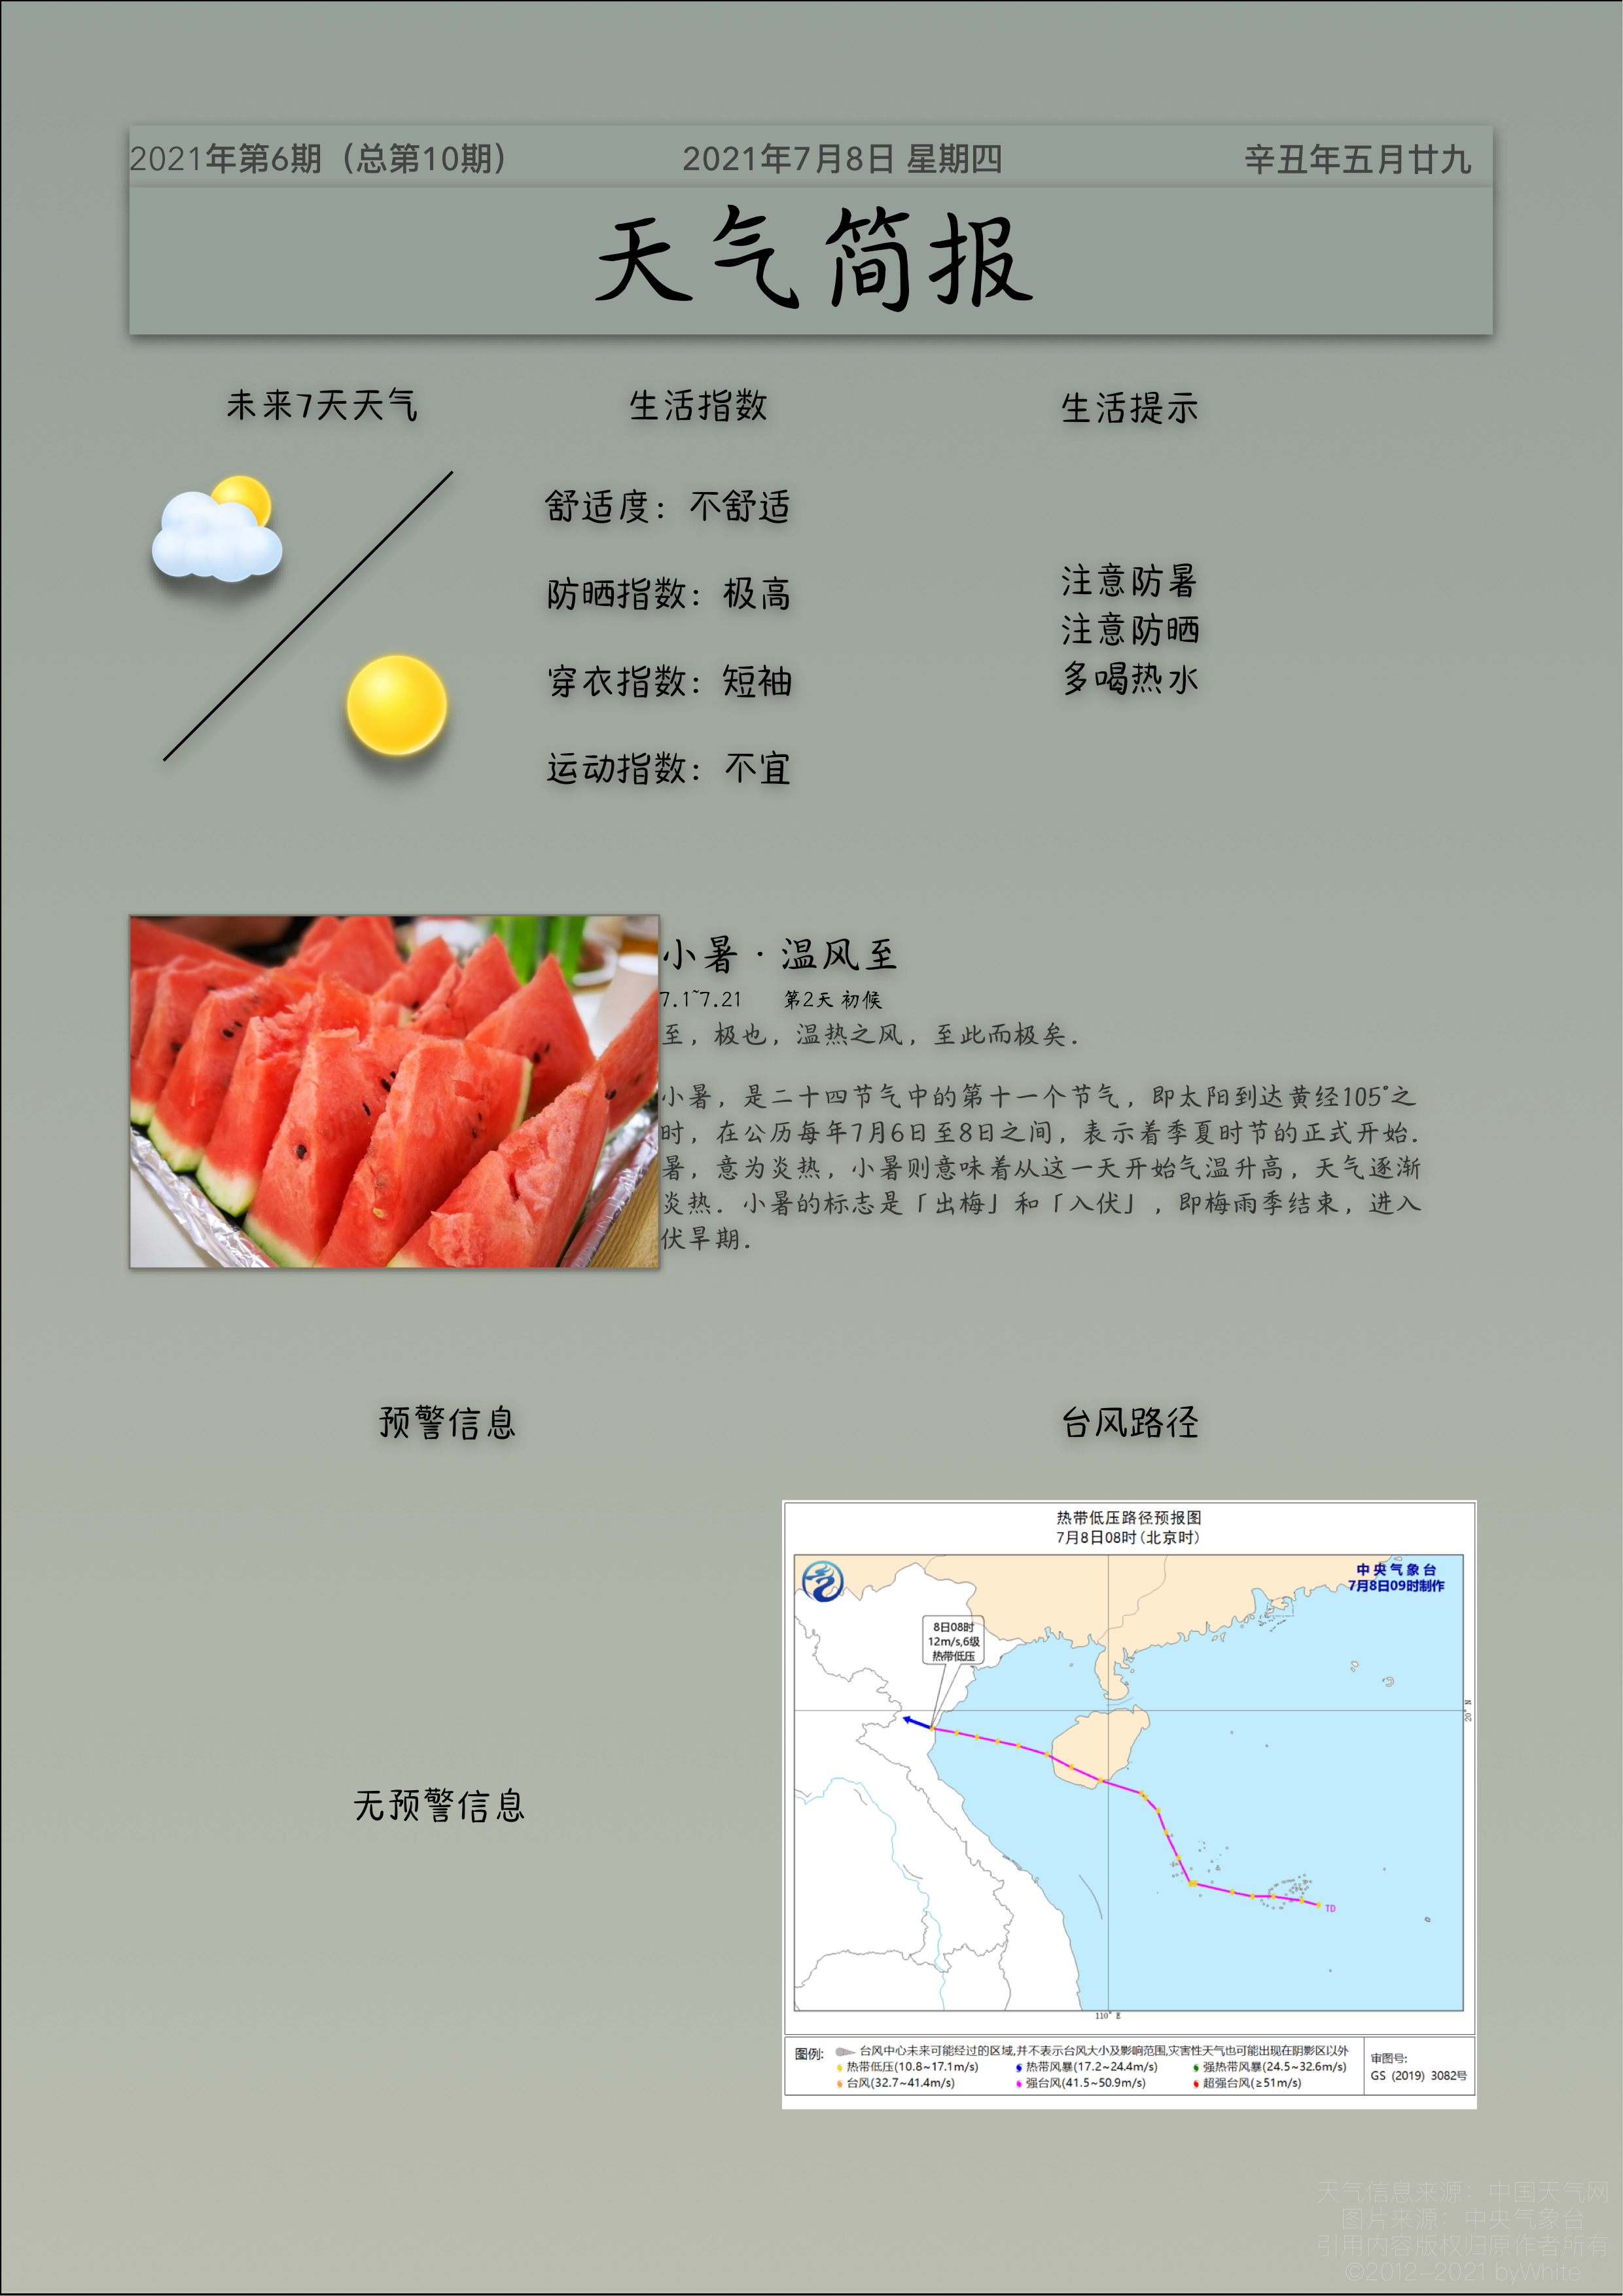 2021年第6期（总第10期） 2021年7月8日 星期四 辛丑年五月廿九
天气简报
未来7天天气
生活指数
舒适度：不舒适
防晒指数：极高
穿衣指数：短袖
运动指数：不宜
生活提示
注意防暑
注意防晒
多喝热水
小暑·温风至
7.1~7.21 第2天 初候
至，极也，温热之风，至此而极矣.
小暑，是二十四节气中的第十一个节气，即太阳到达黄经105°之
时，在公历每年7月6日至8日之间，表示着季夏时节的正式开始.
暑，意为炎热，小暑则意味着从这一天开始气温升高，天气逐渐
炎热.小暑的标志是「出梅」和「入伏」，即梅雨季结束，进入
伏旱期.
预警信息
无预警信息
台风路径
热带低压路径预报图
7月8日08时(北京时)
中央气象台
7月8日09时制作
8日08时
12m/s,6级
热带低压
20° N
TD
110° E
图例: 台风中心未来可能经过的区域,并不表示台风大小及影响范围,灾害性天气也可能出现在阴影区以外
热带低压(10.8~17.1m/s) 热带风暴(17.2~24.4m/s) 强热带风暴(24.5~32.6m/s)
台风(32.7~41.4m/s) 强台风(41.5~50.9m/s) 超强台风(≥51m/s)
审图号:
GS (2019) 3082号
天气信息来源：中国天气网
图片来源：中央气象台
引用内容版权归原作者所有
©2012-2021 byWhite